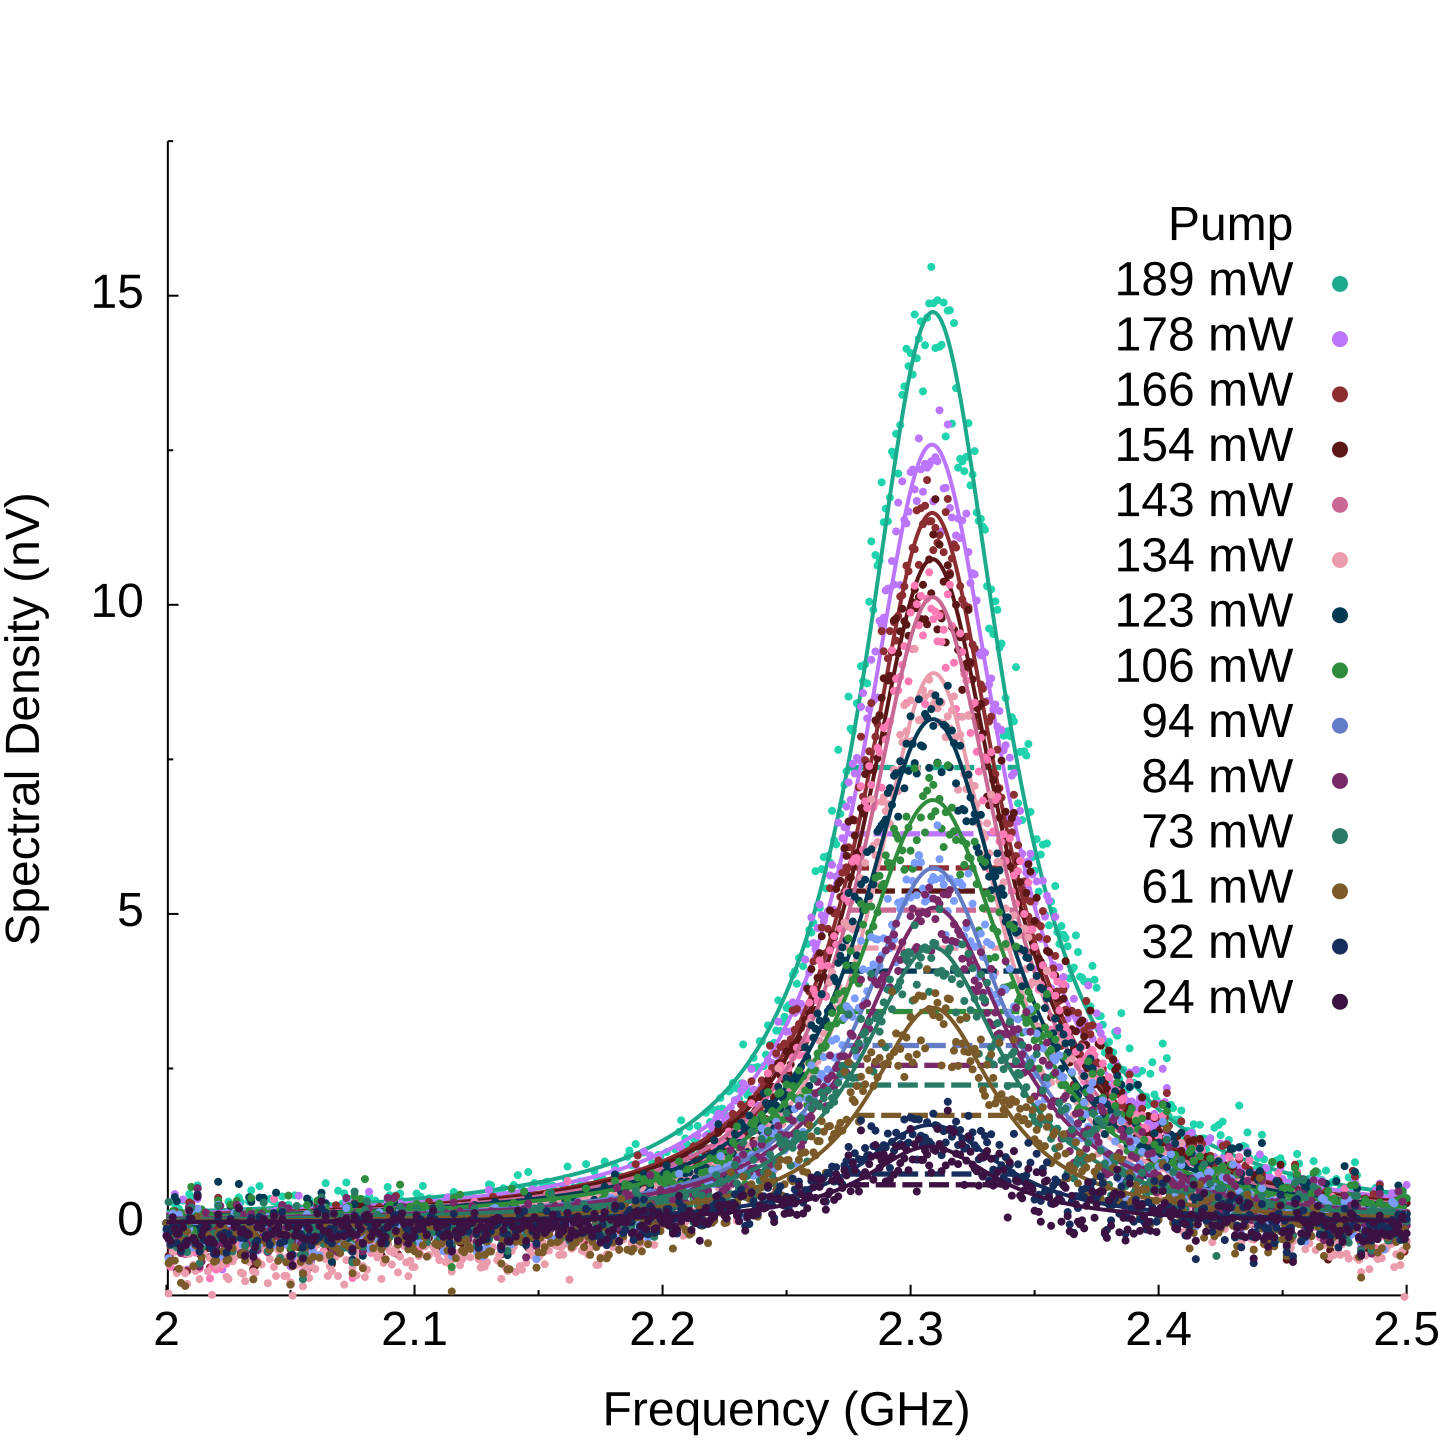 Pump
189 mW
178 mW
166 mW
154 mW
143 mW
134 mW
123 mW
106 mW
94 mW
84 mW
73 mW
61 mW
32 mW
24 mW
Spectral Density (nV)
15
10
5
0
2 2.1 2.2 2.3 2.4 2.5
Frequency (GHz)